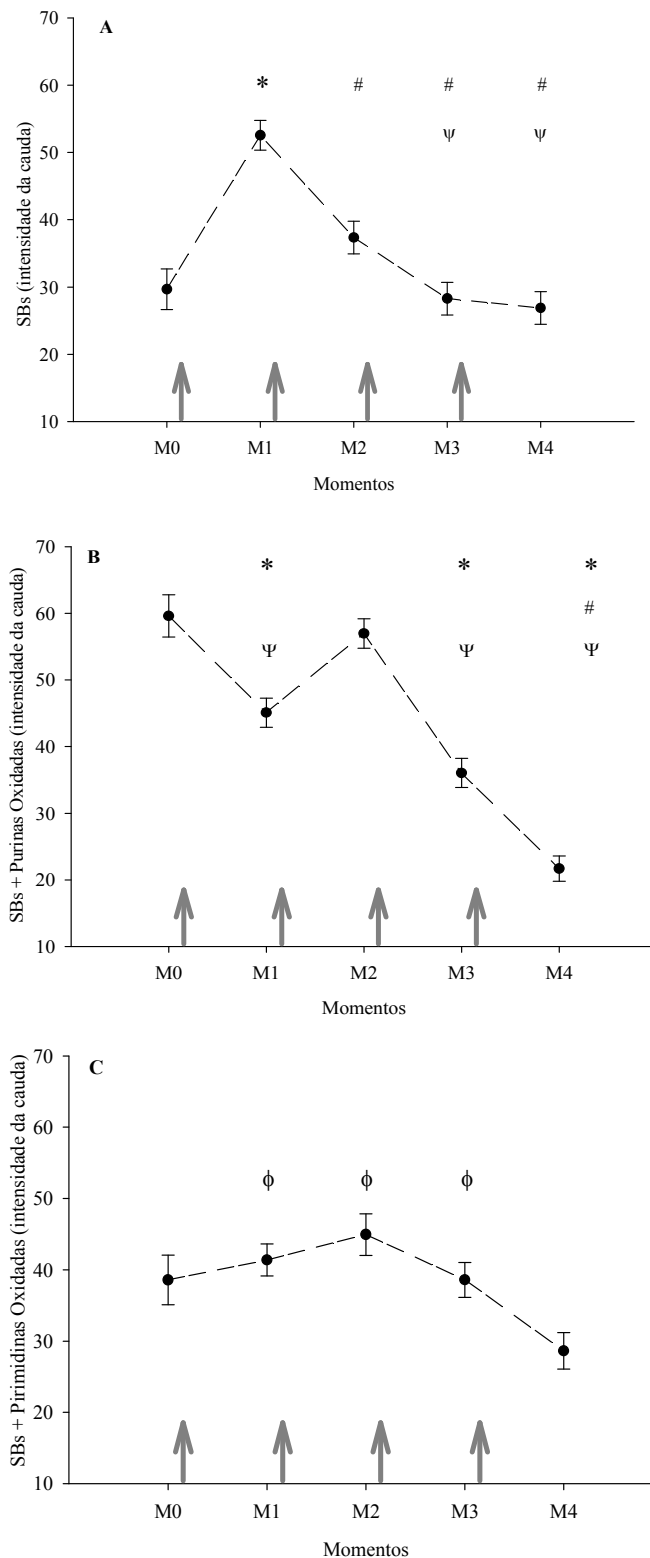 A
70
60
50
40
30
20
10
SBs (intensidade da cauda)
* # # #
ψ ψ
M0 M1 M2 M3 M4
Momentos
B
70
60
50
40
30
20
10
SBs + Purinas Oxidadas (intensidade da cauda)
* * *
#
Ψ Ψ Ψ
M0 M1 M2 M3 M4
Momentos
C
70
60
50
40
30
20
10
SBs + Pirimidinas Oxidadas (intensidade da cauda)
ϕ ϕ ϕ
M0 M1 M2 M3 M4
Momentos